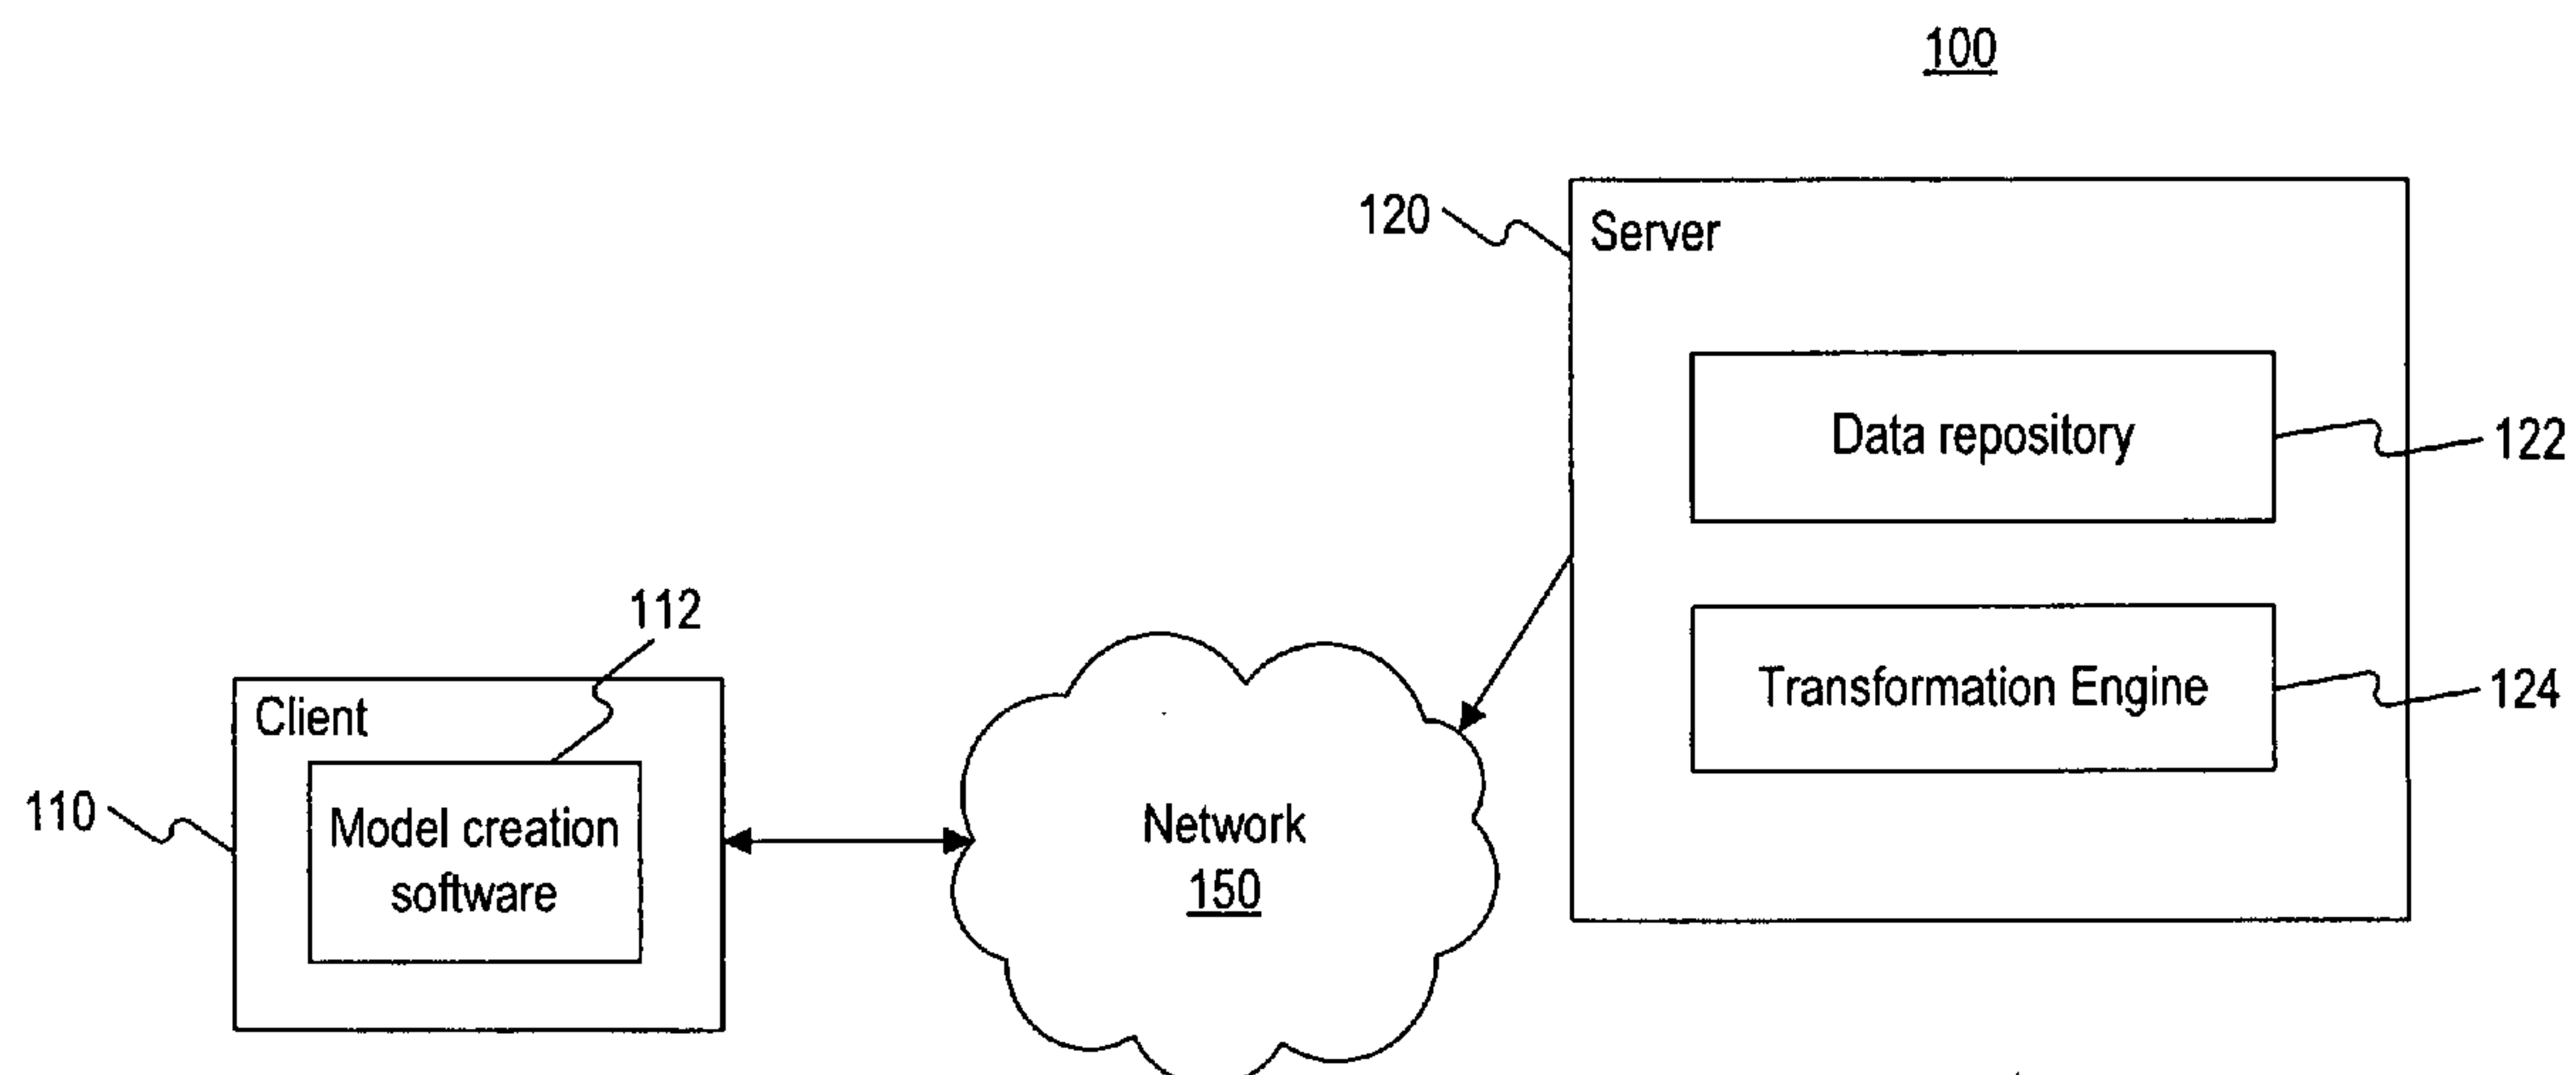 100
120
Server
Data repository
122
112
Transformation Engine
124
Client
110
Model creation
software
Network
150